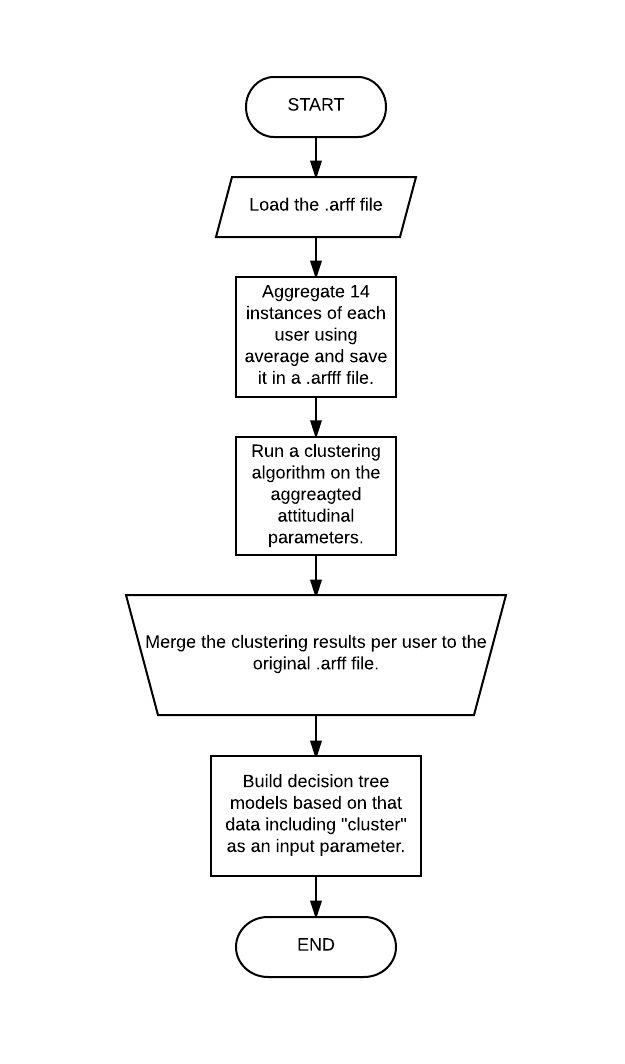 START
Load the .arff file
Aggregate 14
instances of each
user using
average and save
it in a .arfff file.
Run a clustering
algorithm on the
aggreagted
attitudinal
parameters.
Merge the clustering results per user to the
original .arff file.
Build decision tree
models based on that
data including "cluster"
as an input parameter.
END